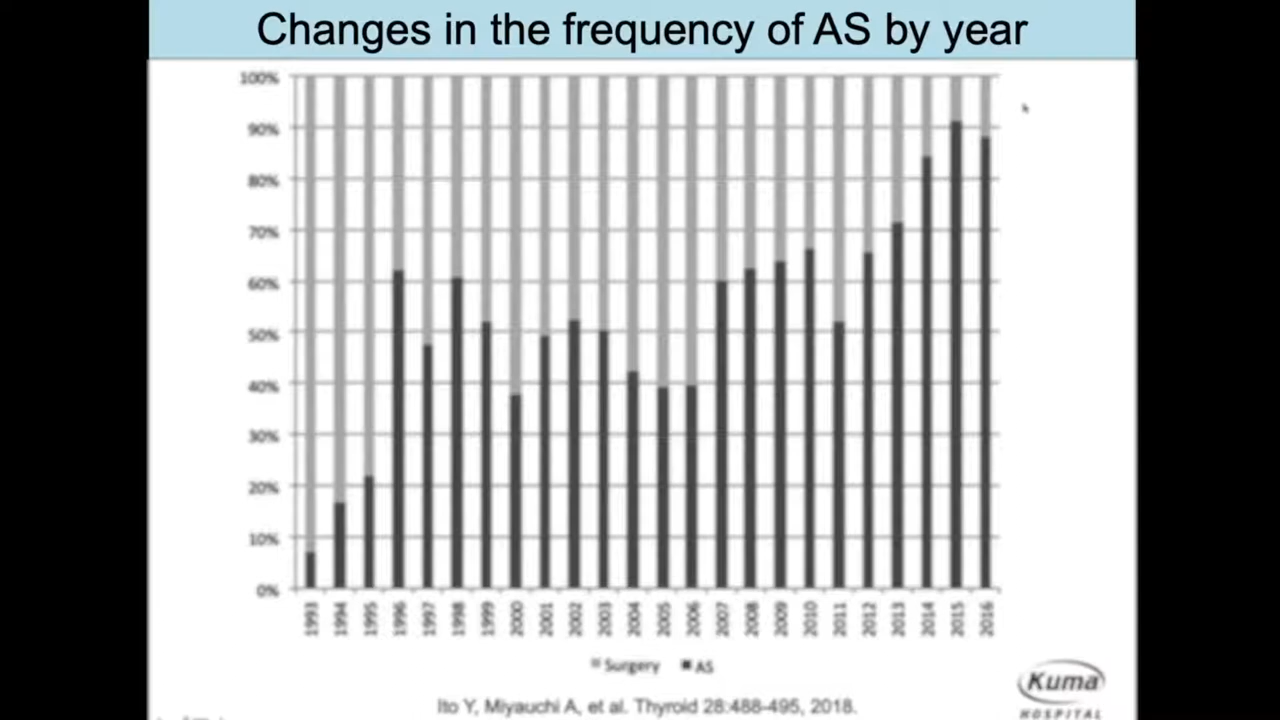 Changes in the frequency of AS by year
100%
90%
80%
70%
60%
50%
40%
30%
20%
10%
0%
1993 1994 1995 1996 1997 1998 1999 2000 2001 2002 2003 2004 2005 2006 2007 2008 2009 2010 2011 2012 2013 2014 2015 2016
Surgery AS
Ito Y, Miyauchi A, et al. Thyroid 28:488-495, 2018.
Kuma
HOSPITAL